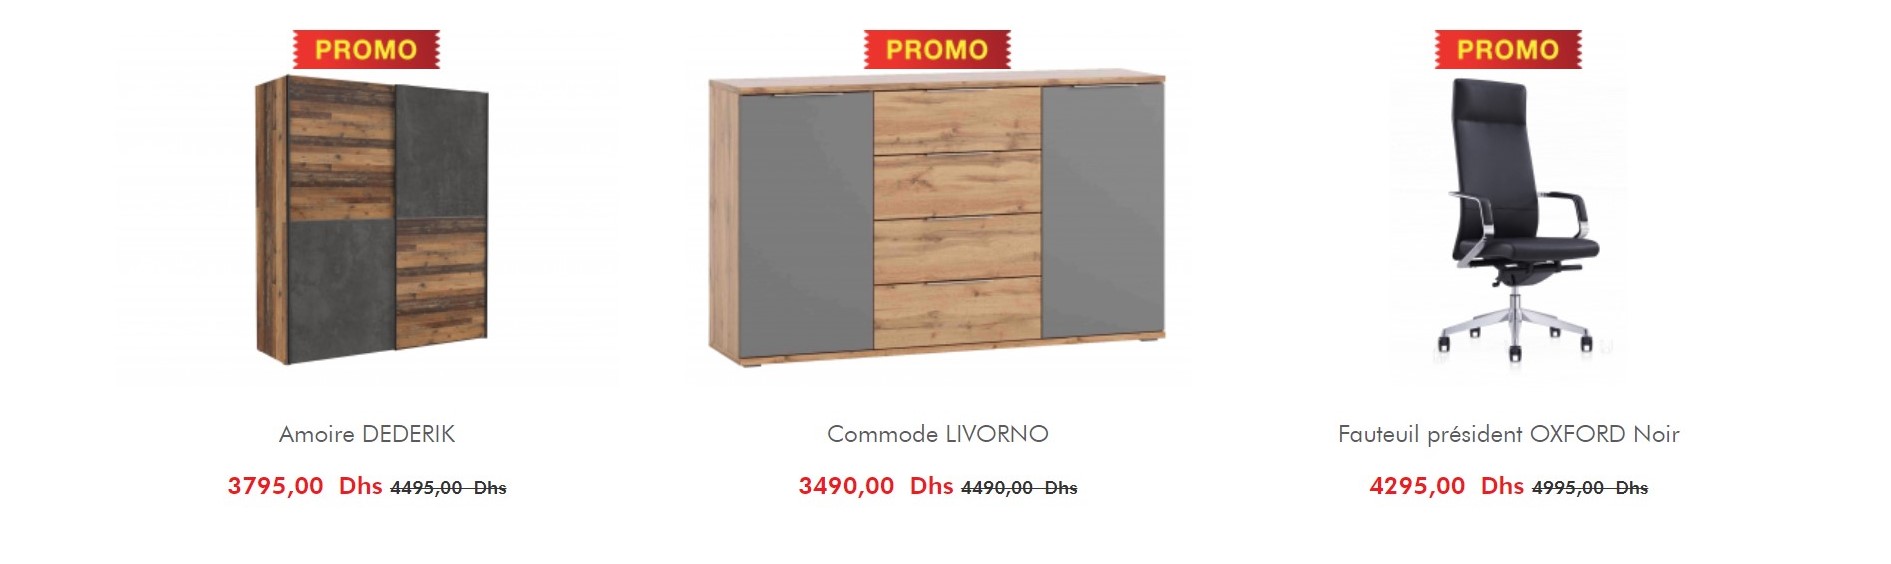 PROMO
PROMO
PROMO
Amoire DEDERIK
Commode LIVORNO
Fauteuil président OXFORD Noir
3795,00 Dhs 4495,00 Dhs
3490,00 Dhs 4490,00 Dhs
4295,00 Dhs 4995,00 Dhs